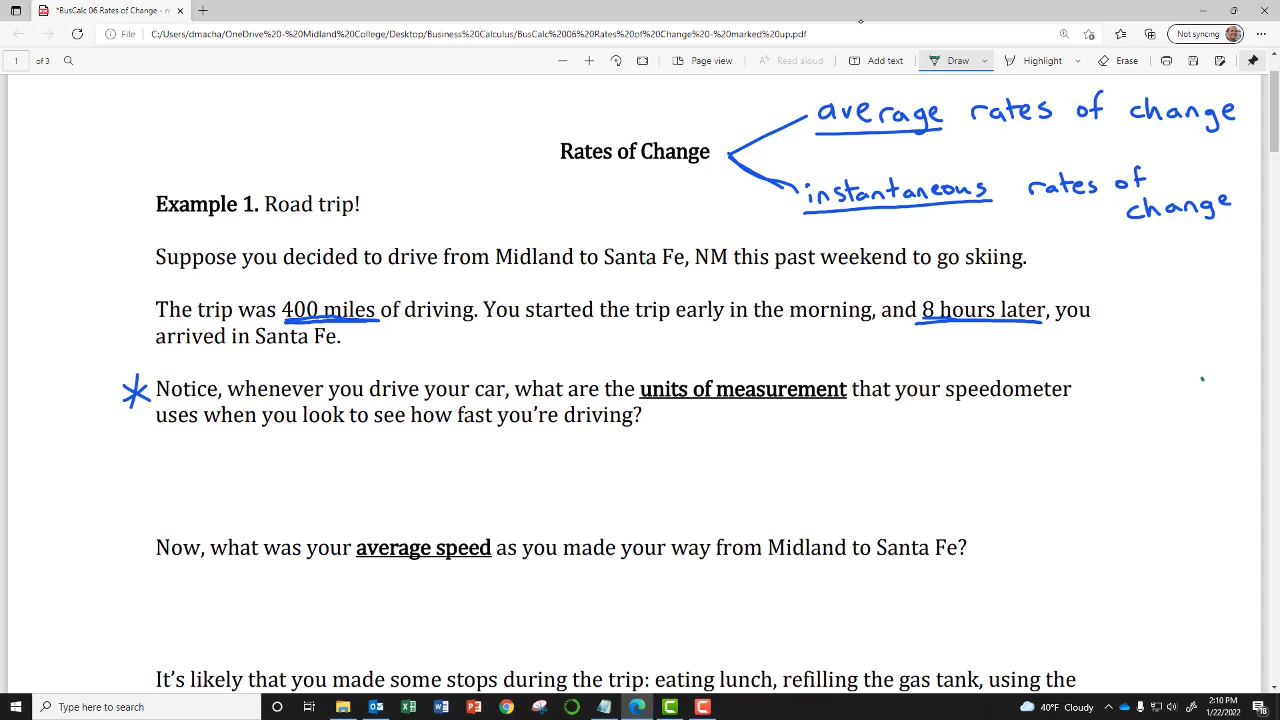 *BusCalc 06 Rates of Change - m
File
C:/Users/dmacha/OneDrive%20-%20Midland%20College/Desktop/Business%20Calculus/BusCalc%2006%20Rates%20of%20Change%20-%20marked%20up.pdf
Not syncing
1 of 3
Page view
Read aloud
Add text
Draw
Highlight
Erase
average rates of change
Rates of Change
instantaneous rates of
change
Example 1. Road trip!
Suppose you decided to drive from Midland to Santa Fe, NM this past weekend to go skiing.
The trip was 400 miles of driving. You started the trip early in the morning, and 8 hours later, you
arrived in Santa Fe.
Notice, whenever you drive your car, what are the units of measurement that your speedometer
uses when you look to see how fast you’re driving?
Now, what was your average speed as you made your way from Midland to Santa Fe?
It’s likely that you made some stops during the trip: eating lunch, refilling the gas tank, using the
Type here to search
40°F Cloudy
2:10 PM
1/22/2022